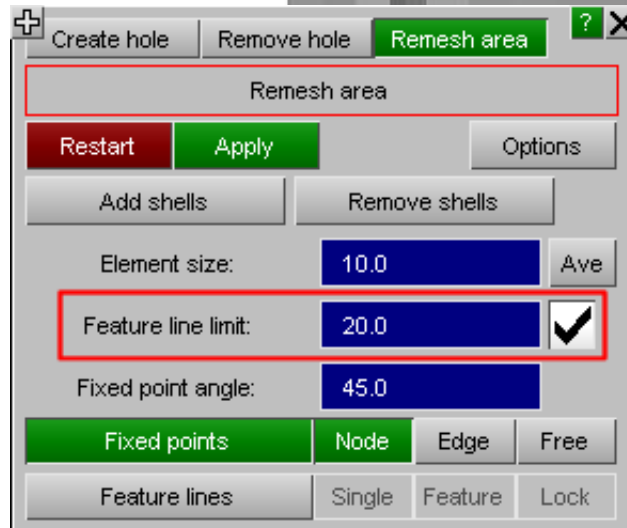 Create hole Remove hole Remesh area ?
Remesh area
Restart Apply Options
Add shells Remove shells
Element size: 10.0 Ave
Feature line limit: 20.0
Fixed point angle: 45.0
Fixed points Node Edge Free
Feature lines Single Feature Lock